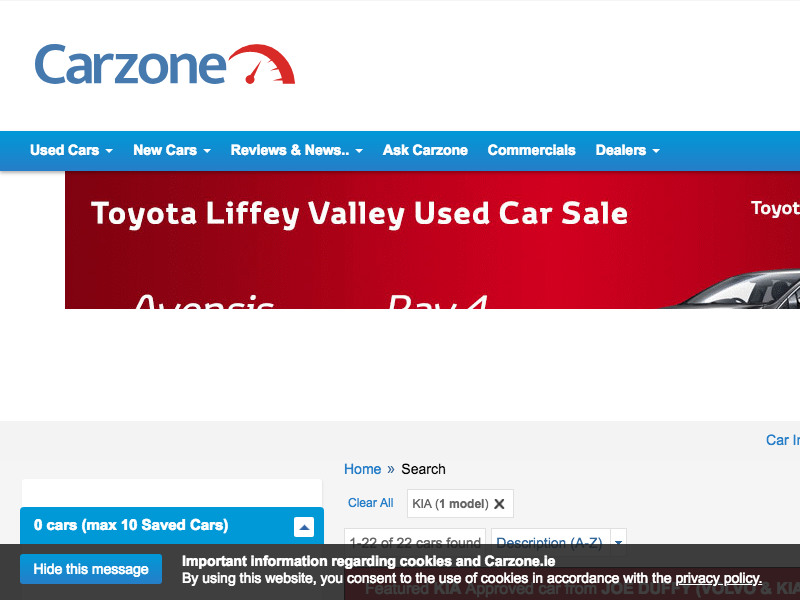 Carzone
Used Cars New Cars Reviews & News.. Ask Carzone Commercials Dealers
Toyota Liffey Valley Used Car Sale
Toyot
Avensis Rav 4
Car I
Home » Search
Clear All KIA (1 model)
0 cars (max 10 Saved Cars)
1-22 of 22 cars found Description (A-Z)
Hide this message
Important Information regarding cookies and Carzone.ie
By using this website, you consent to the use of cookies in accordance with the privacy policy.
Featured KIA Approved car from JOE DUFFY (VOLVO & KIA